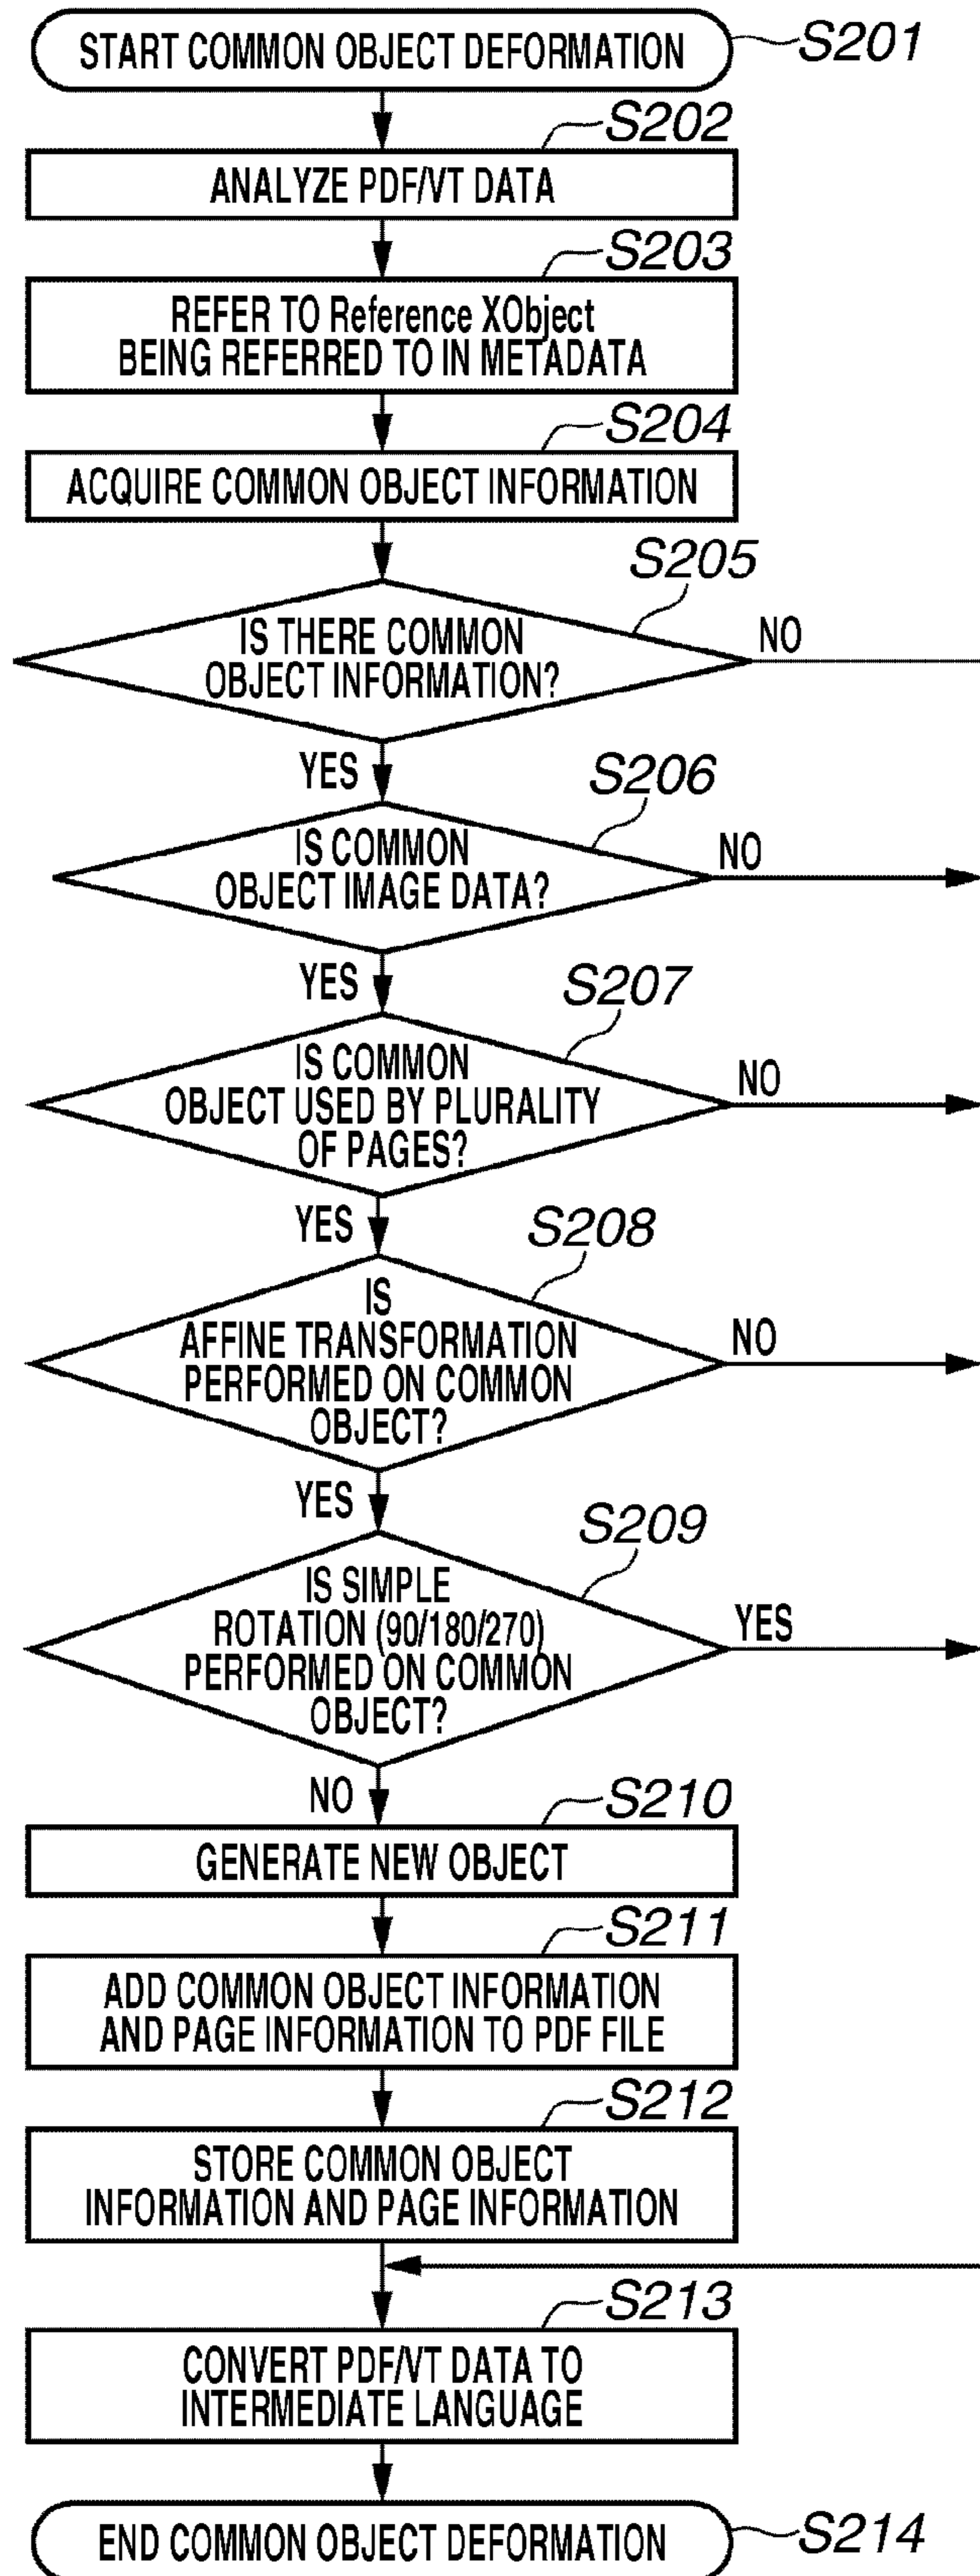 START COMMON OBJECT DEFORMATION
S201
S202
ANALYZE PDF/VT DATA
S203
REFER TO Reference XObject
BEING REFERRED TO IN METADATA
S204
ACQUIRE COMMON OBJECT INFORMATION
S205
IS THERE COMMON
OBJECT INFORMATION?
NO
YES
S206
IS COMMON
OBJECT IMAGE DATA?
NO
YES
S207
IS COMMON
OBJECT USED BY PLURALITY
OF PAGES?
NO
YES
S208
IS
AFFINE TRANSFORMATION
PERFORMED ON COMMON
OBJECT?
NO
YES
S209
IS SIMPLE
ROTATION (90/180/270)
PERFORMED ON COMMON
OBJECT?
YES
NO
S210
GENERATE NEW OBJECT
S211
ADD COMMON OBJECT INFORMATION
AND PAGE INFORMATION TO PDF FILE
S212
STORE COMMON OBJECT
INFORMATION AND PAGE INFORMATION
S213
CONVERT PDF/VT DATA TO
INTERMEDIATE LANGUAGE
END COMMON OBJECT DEFORMATION
S214